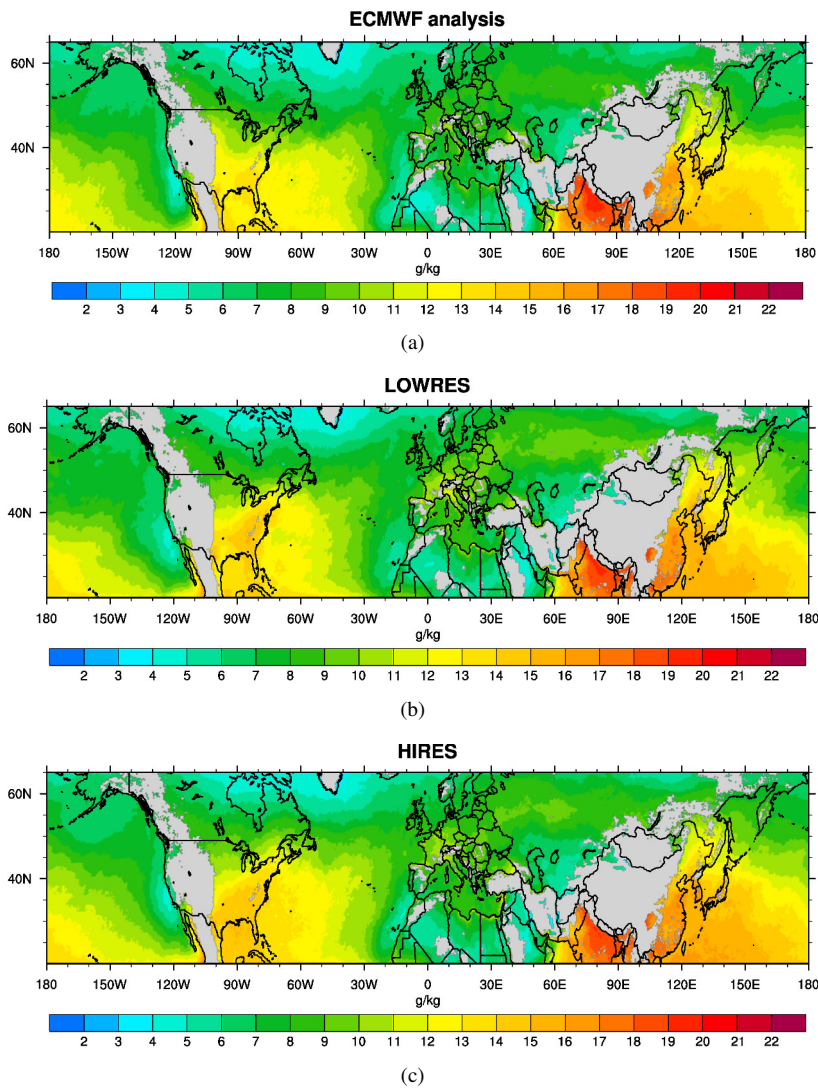 ECMWF analysis
60N
40N
180 150W 120W 90W 60W 30W 0 30E 60E 90E 120E 150E 180
g/kg
2 3 4 5 6 7 8 9 10 11 12 13 14 15 16 17 18 19 20 21 22
(a)
LOWRES
60N
40N
180 150W 120W 90W 60W 30W 0 30E 60E 90E 120E 150E 180
g/kg
2 3 4 5 6 7 8 9 10 11 12 13 14 15 16 17 18 19 20 21 22
(b)
HIRES
60N
40N
180 150W 120W 90W 60W 30W 0 30E 60E 90E 120E 150E 180
g/kg
2 3 4 5 6 7 8 9 10 11 12 13 14 15 16 17 18 19 20 21 22
(c)